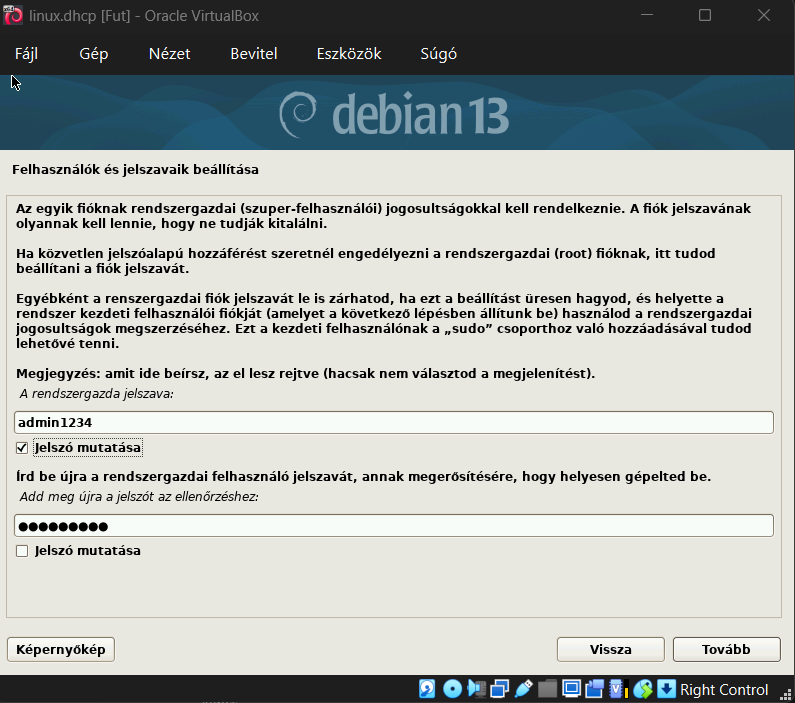 linux.dhcp [Fut] - Oracle VirtualBox
Fájl Gép Nézet Bevitel Eszközök Súgó
debian 13
Felhasználók és jelszavaik beállítása
Az egyik fióknak rendszergazdai (szuper-felhasználói) jogosultságokkal kell rendelkeznie. A fiók jelszavának
olyannak kell lennie, hogy ne tudják kitalálni.
Ha közvetlen jelszóalapú hozzáférést szeretnél engedélyezni a rendszergazdai (root) fióknak, itt tudod
beállítani a fiók jelszavát.
Egyébként a renszergazdai fiók jelszavát le is zárhatod, ha ezt a beállítást üresen hagyod, és helyette a
rendszer kezdeti felhasználói fiókját (amelyet a következő lépésben állítunk be) használod a rendszergazdai
jogosultságok megszerzéséhez. Ezt a kezdeti felhasználónak a „sudo” csoporthoz való hozzáadásával tudod
lehetővé tenni.
Megjegyzés: amit ide beírsz, az el lesz rejtve (hacsak nem választod a megjelenítést).
A rendszergazda jelszava:
admin1234
Jelszó mutatása
Írd be újra a rendszergazdai felhasználó jelszavát, annak megerősítésére, hogy helyesen gépelted be.
Add meg újra a jelszót az ellenőrzéshez:
●●●●●●●●●
Jelszó mutatása
Képernyőkép Vissza Tovább
Right Control